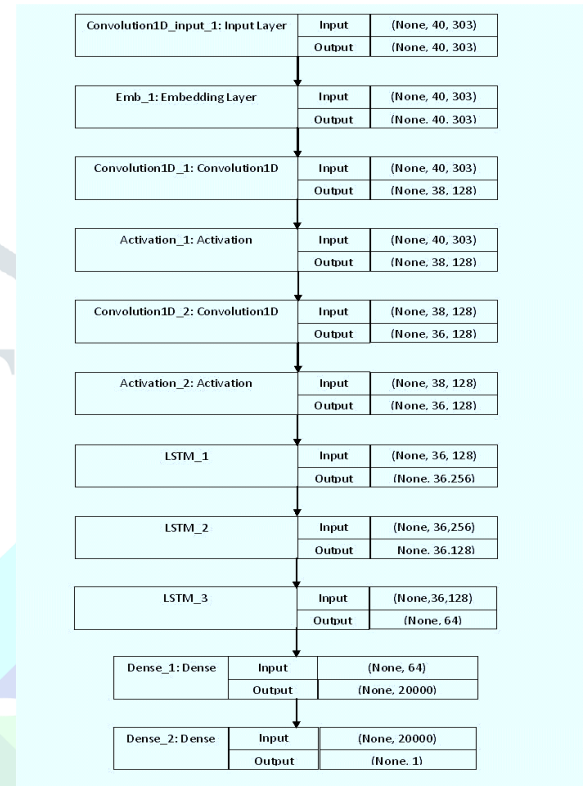 Convolution1D_input_1: Input Layer Input (None, 40, 303)
Output (None, 40, 303)
Emb_1: Embedding Layer Input (None, 40, 303)
Output (None. 40. 303)
Convolution1D_1: Convolution1D Input (None, 40, 303)
Output (None, 38, 128)
Activation_1: Activation Input (None, 40, 303)
Output (None, 38, 128)
Convolution1D_2: Convolution1D Input (None, 38, 128)
Output (None, 36, 128)
Activation_2: Activation Input (None, 38, 128)
Output (None. 36. 128)
LSTM_1 Input (None, 36, 128)
Output (None. 36.256)
LSTM_2 Input (None, 36,256)
Output None. 36.128)
LSTM_3 Input (None,36,128)
Output (None. 64)
Dense_1: Dense Input (None, 64)
Output (None, 20000)
Dense_2: Dense Input (None, 20000)
Output (None. 1)